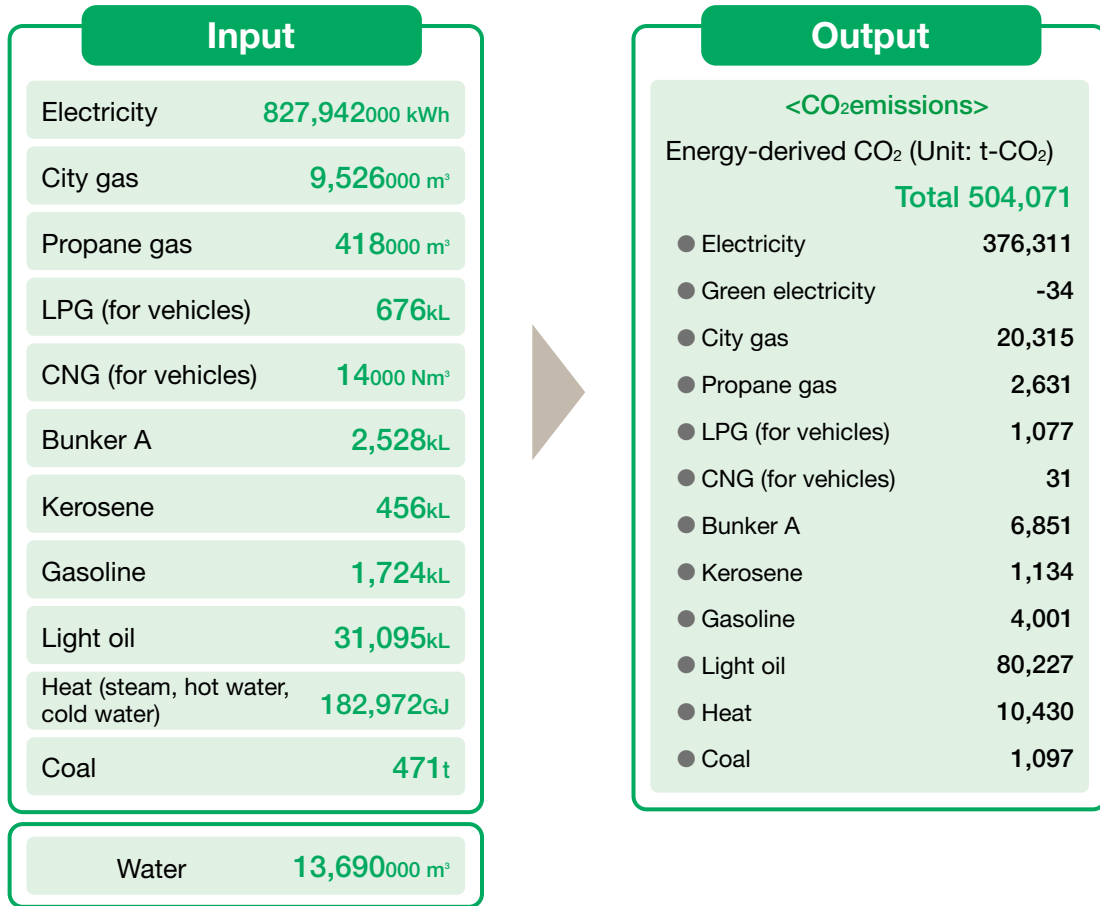 Input
Electricity 827,942000 kWh
City gas 9,526000 m³
Propane gas 418000 m³
LPG (for vehicles) 676kL
CNG (for vehicles) 14000 Nm³
Bunker A 2,528kL
Kerosene 456kL
Gasoline 1,724kL
Light oil 31,095kL
Heat (steam, hot water,
cold water) 182,972GJ
Coal 471t
Water 13,690000 m³
Output
<CO₂emissions>
Energy-derived CO₂ (Unit: t-CO₂)
Total 504,071
● Electricity 376,311
● Green electricity -34
● City gas 20,315
● Propane gas 2,631
● LPG (for vehicles) 1,077
● CNG (for vehicles) 31
● Bunker A 6,851
● Kerosene 1,134
● Gasoline 4,001
● Light oil 80,227
● Heat 10,430
● Coal 1,097